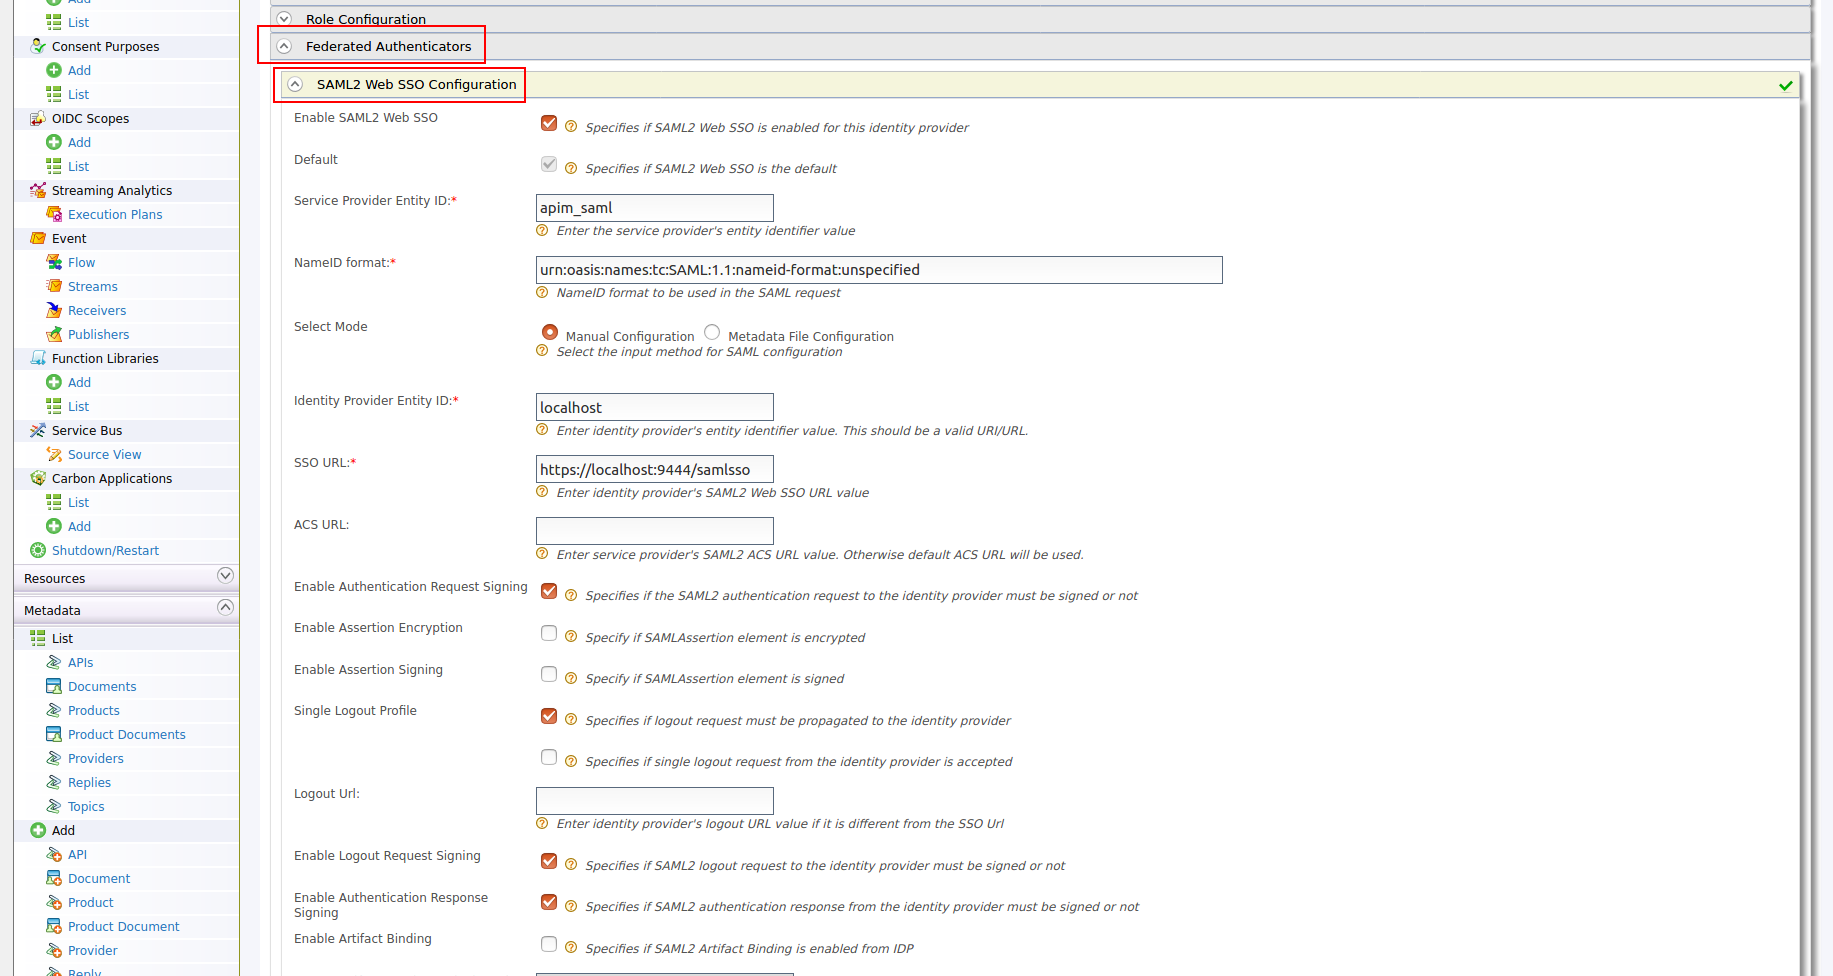 Add
List
Consent Purposes
Add
List
OIDC Scopes
Add
List
Streaming Analytics
Execution Plans
Event
Flow
Streams
Receivers
Publishers
Function Libraries
Add
List
Service Bus
Source View
Carbon Applications
List
Add
Shutdown/Restart
Resources
Metadata
List
APIs
Documents
Products
Product Documents
Providers
Replies
Topics
Add
API
Document
Product
Product Document
Provider
Reply
Role Configuration
Federated Authenticators
SAML2 Web SSO Configuration
Enable SAML2 Web SSO
Specifies if SAML2 Web SSO is enabled for this identity provider
Default
Specifies if SAML2 Web SSO is the default
Service Provider Entity ID:*
apim_saml
Enter the service provider's entity identifier value
NameID format:*
urn:oasis:names:tc:SAML:1.1:nameid-format:unspecified
NameID format to be used in the SAML request
Select Mode
Manual Configuration Metadata File Configuration
Select the input method for SAML configuration
Identity Provider Entity ID:*
localhost
Enter identity provider's entity identifier value. This should be a valid URI/URL.
SSO URL:*
https://localhost:9444/samlsso
Enter identity provider's SAML2 Web SSO URL value
ACS URL:
Enter service provider's SAML2 ACS URL value. Otherwise default ACS URL will be used.
Enable Authentication Request Signing
Specifies if the SAML2 authentication request to the identity provider must be signed or not
Enable Assertion Encryption
Specify if SAMLAssertion element is encrypted
Enable Assertion Signing
Specify if SAMLAssertion element is signed
Single Logout Profile
Specifies if logout request must be propagated to the identity provider
Specifies if single logout request from the identity provider is accepted
Logout Url:
Enter identity provider's logout URL value if it is different from the SSO Url
Enable Logout Request Signing
Specifies if SAML2 logout request to the identity provider must be signed or not
Enable Authentication Response
Signing
Specifies if SAML2 authentication response from the identity provider must be signed or not
Enable Artifact Binding
Specifies if SAML2 Artifact Binding is enabled from IDP